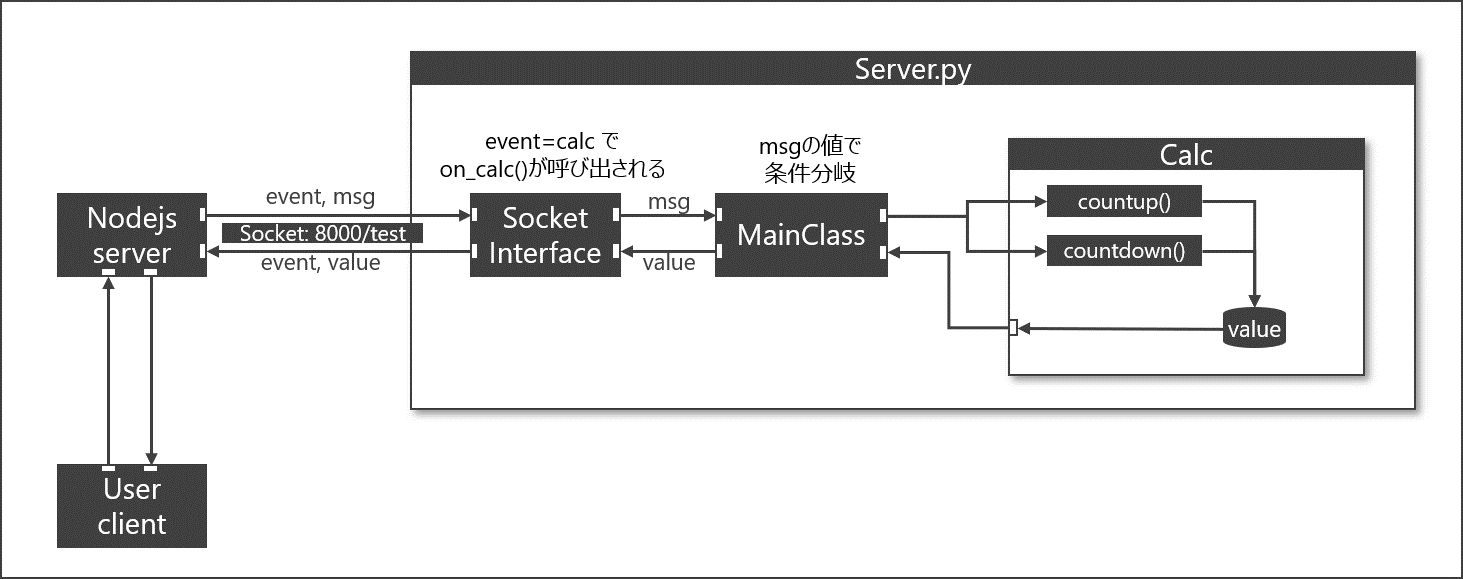 Server.py
event=calc で
on_calc()が呼び出される
msgの値で
条件分岐
Calc
Nodejs
server
event, msg
Socket: 8000/test
event, value
Socket
Interface
msg
value
MainClass
countup()
countdown()
value
User
client